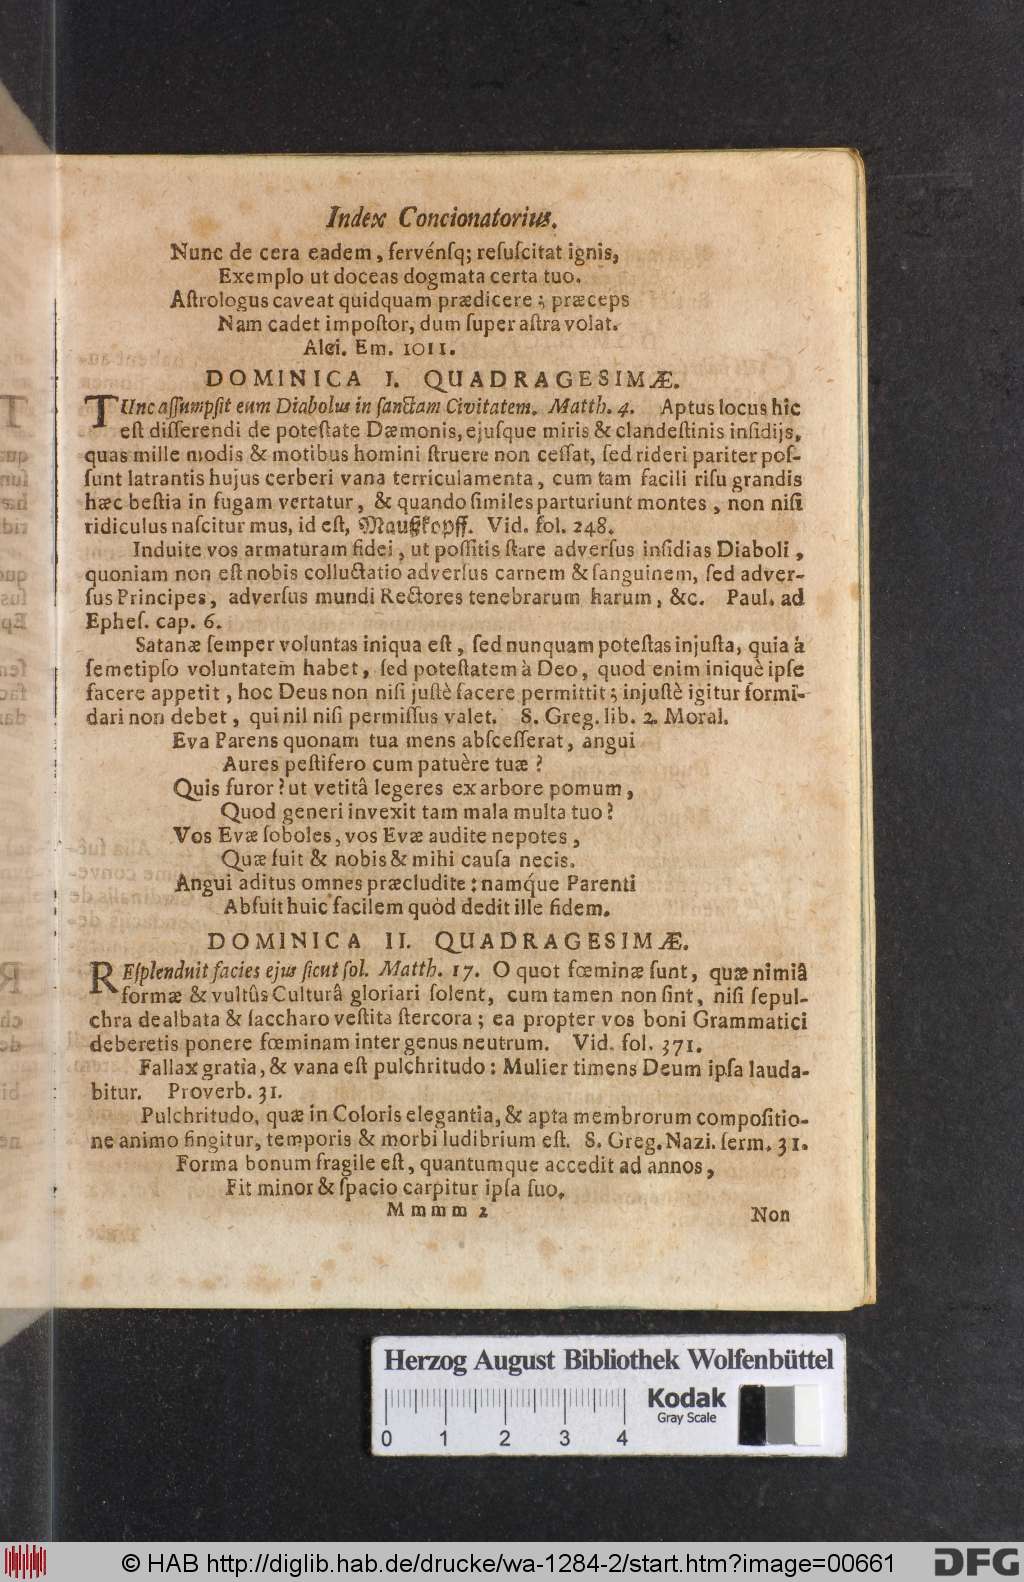 Index Concionatorius.
Nunc de cera eadem, fervénſq; reſuſcitat ignis,
Exemplo ut doceas dogmata certa tuo.
Aſtrologus caveat quidquam prædicere; præceps
Nam cadet impoſtor, dum ſuper aſtra volat.
Alci. Em. 1011.
DOMINICA I. QUADRAGESIMÆ.
TUnc aſſumpſit eum Diabolus in ſanctam Civitatem. Matth. 4. Aptus locus hîc
eſt diſſerendi de poteſtate Dæmonis, ejuſque miris & clandeſtinis inſidijs,
quas mille modis & motibus homini ſtruere non ceſſat, ſed rideri pariter poſ-
ſunt latrantis hujus cerberi vana terriculamenta, cum tam facili riſu grandis
hæc beſtia in fugam vertatur, & quando ſimiles parturiunt montes, non niſi
ridiculus naſcitur mus, id eſt, Maußkopff. Vid. fol. 248.
Induite vos armaturam fidei, ut poſſitis ſtare adverſus inſidias Diaboli,
quoniam non eſt nobis colluctatio adverſus carnem & ſanguinem, ſed adver-
ſus Principes, adverſus mundi Rectores tenebrarum harum, &c. Paul. ad
Epheſ. cap. 6.
Satanæ ſemper voluntas iniqua eſt, ſed nunquam poteſtas injuſta, quia à
ſemetipſo voluntatem habet, ſed poteſtatem à Deo, quod enim iniquè ipſe
facere appetit, hoc Deus non niſi juſtè facere permittit; injuſtè igitur formi-
dari non debet, qui nil niſi permiſſus valet. S. Greg. lib. 2. Moral.
Eva Parens quonam tua mens abſceſſerat, angui
Aures peſtifero cum patuère tuæ?
Quis furor? ut vetitâ legeres ex arbore pomum,
Quod generi invexit tam mala multa tuo?
Vos Evæ ſoboles, vos Evæ audite nepotes,
Quæ fuit & nobis & mihi cauſa necis.
Angui aditus omnes præcludite: namq́ue Parenti
Abfuit huic facilem quòd dedit ille fidem.
DOMINICA II. QUADRAGESIMÆ.
REſplenduit facies ejus ſicut ſol. Matth. 17. O quot fœminæ ſunt, quæ nimiâ
formæ & vultûs Culturâ gloriari ſolent, cum tamen non ſint, niſi ſepul-
chra dealbata & ſaccharo veſtita ſtercora; ea propter vos boni Grammatici
deberetis ponere fœminam inter genus neutrum. Vid. fol. 371.
Fallax gratia, & vana eſt pulchritudo: Mulier timens Deum ipſa lauda-
bitur. Proverb. 31.
Pulchritudo, quæ in Coloris elegantia, & apta membrorum compoſitio-
ne animo fingitur, temporis & morbi ludibrium eſt. S. Greg. Nazi. ſerm. 31.
Forma bonum fragile eſt, quantumque accedit ad annos,
Fit minor & ſpacio carpitur ipſa ſuo.
Mmmm 2
Non
Herzog August Bibliothek Wolfenbüttel
Kodak
Gray Scale
0 1 2 3 4
© HAB http://diglib.hab.de/drucke/wa-1284-2/start.htm?image=00661
DFG